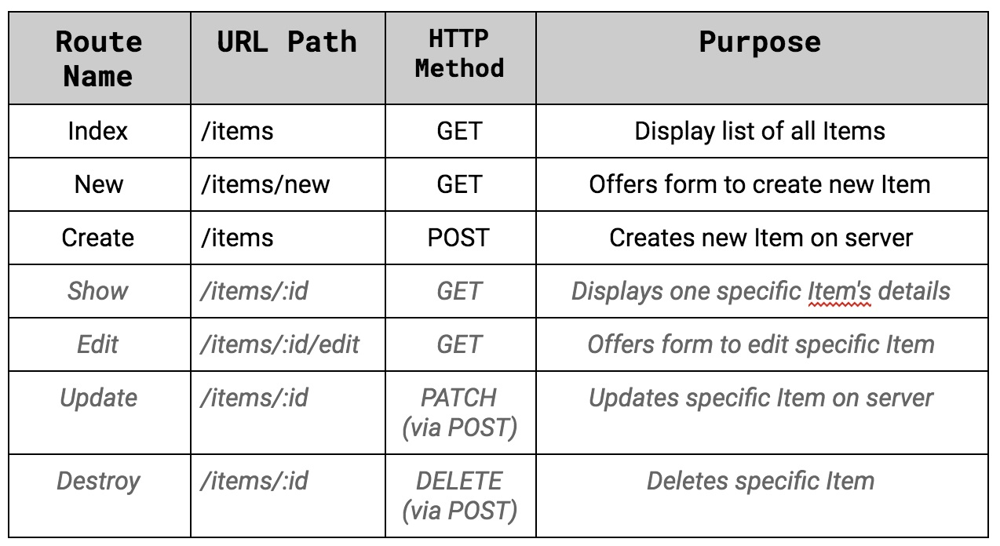 Route Name URL Path HTTP Method Purpose
Index /items GET Display list of all Items
New /items/new GET Offers form to create new Item
Create /items POST Creates new Item on server
Show /items/:id GET Displays one specific Item's details
Edit /items/:id/edit GET Offers form to edit specific Item
Update /items/:id PATCH (via POST) Updates specific Item on server
Destroy /items/:id DELETE (via POST) Deletes specific Item